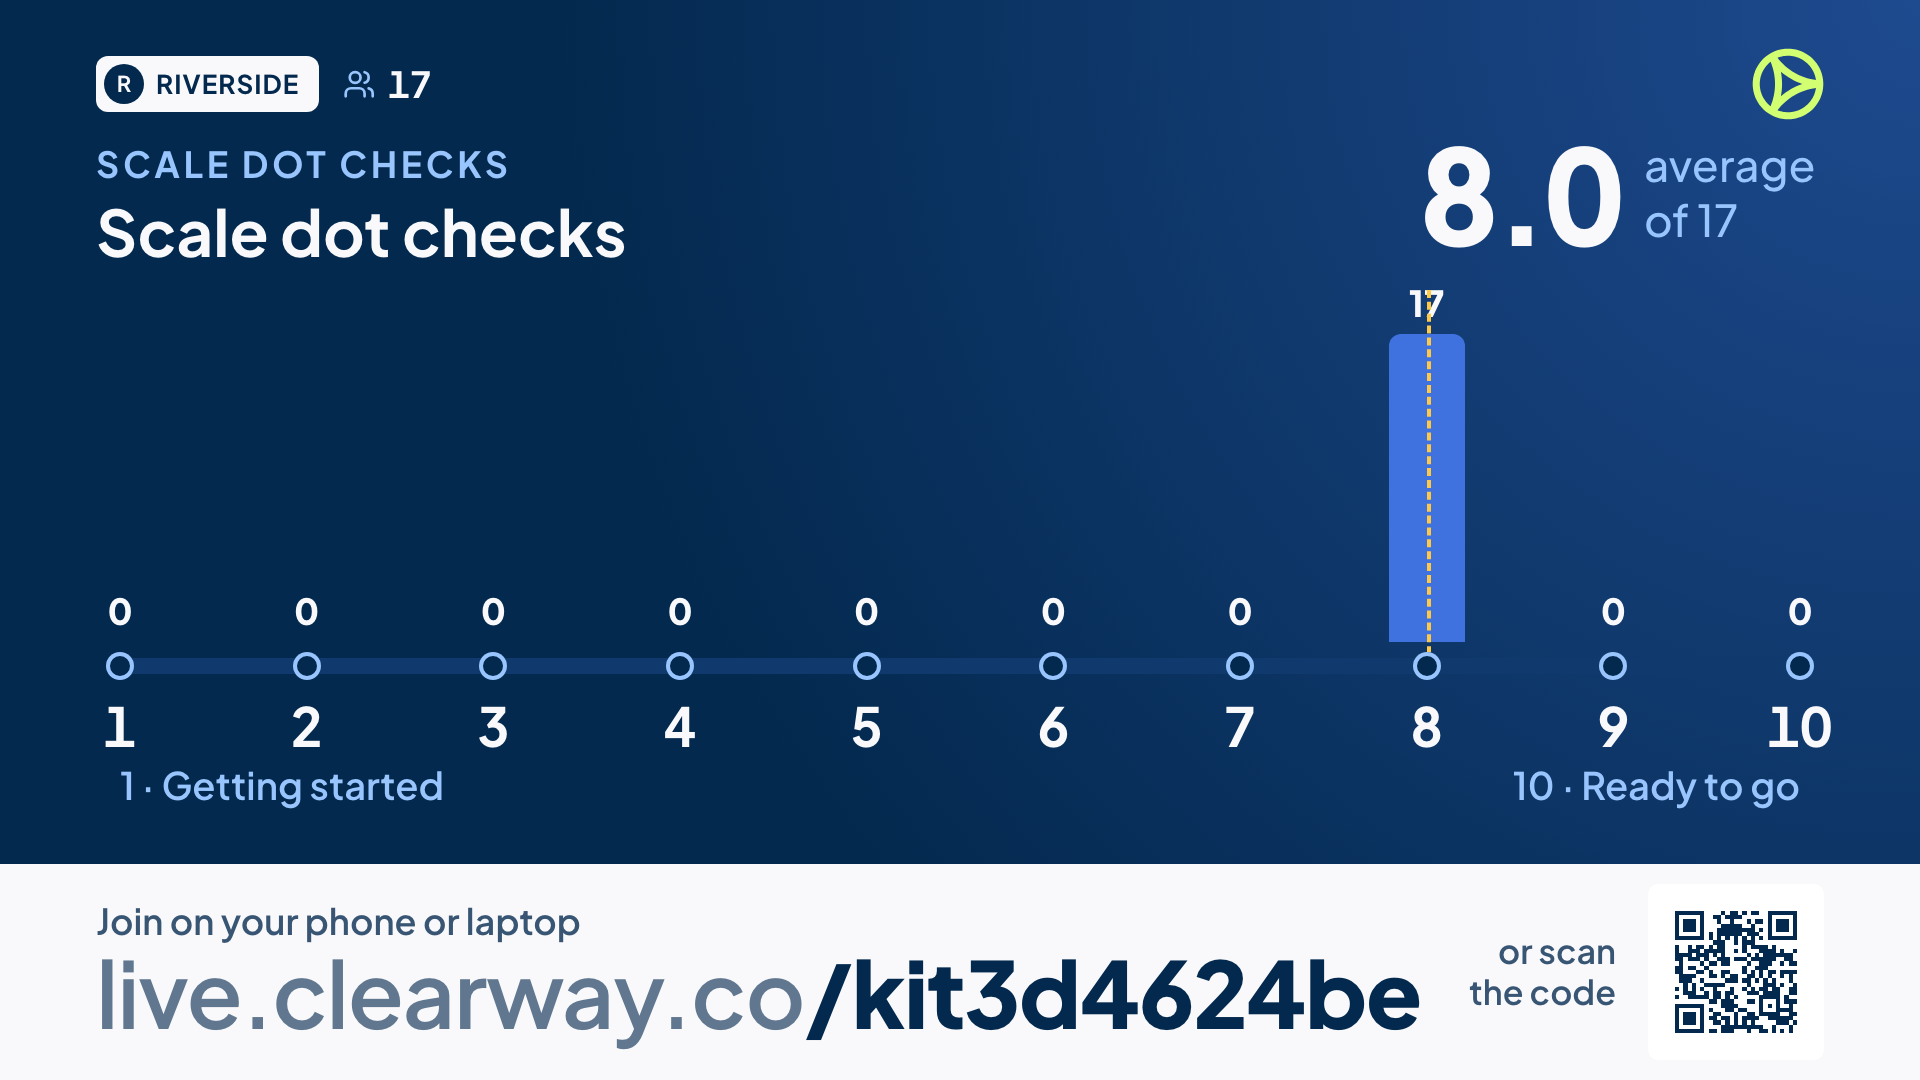 R RIVERSIDE 17
SCALE DOT CHECKS
Scale dot checks
8.0 average
of 17
17
0 0 0 0 0 0 0 0 0
1 2 3 4 5 6 7 8 9 10
1 · Getting started 10 · Ready to go
Join on your phone or laptop
live.clearway.co/kit3d4624be
or scan
the code